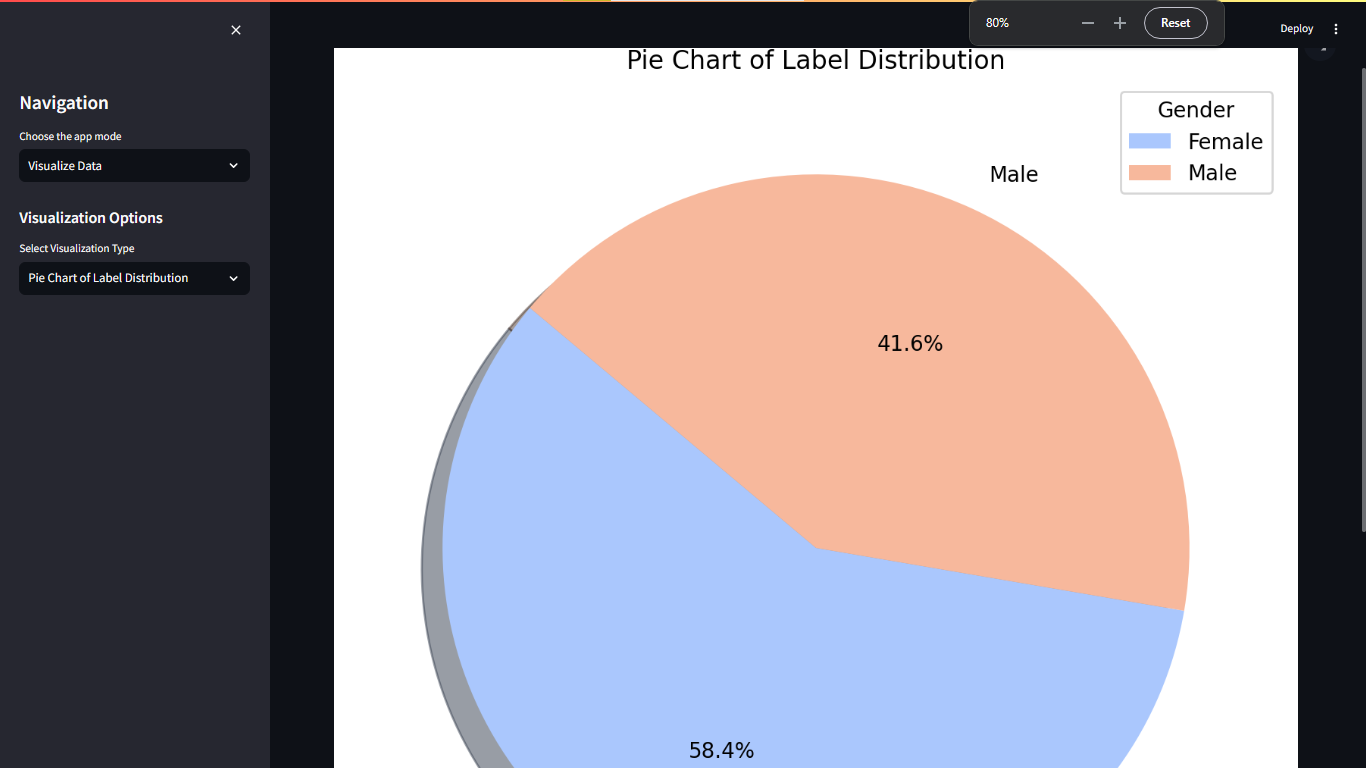 80%
Reset
Deploy
Navigation
Choose the app mode
Visualize Data
Visualization Options
Select Visualization Type
Pie Chart of Label Distribution
Pie Chart of Label Distribution
Gender
Female
Male
Male
41.6%
58.4%